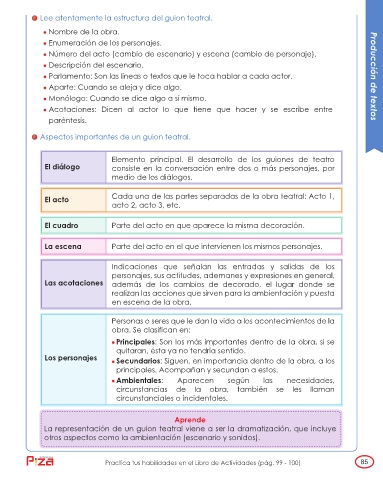 Lee atentamente la estructura del guion teatral.
• Nombre de la obra.
• Enumeración de los personajes.
• Número del acto (cambio de escenario) y escena (cambio de personaje).
• Descripción del escenario.
• Parlamento: Son las líneas o textos que le toca hablar a cada actor.
• Aparte: Cuando se aleja y dice algo.
• Monólogo: Cuando se dice algo a sí mismo.
• Acotaciones: Dicen al actor lo que tiene que hacer y se escribe entre
paréntesis.
Producción de textos
Aspectos importantes de un guion teatral.
El diálogo
Elemento principal. El desarrollo de los guiones de teatro
consiste en la conversación entre dos o más personajes, por
medio de los diálogos.
El acto
Cada una de las partes separadas de la obra teatral: Acto 1,
acto 2, acto 3, etc.
El cuadro
Parte del acto en que aparece la misma decoración.
La escena
Parte del acto en el que intervienen los mismos personajes.
Las acotaciones
Indicaciones que señalan las entradas y salidas de los
personajes, sus actitudes, ademanes y expresiones en general,
además de los cambios de decorado, el lugar donde se
realizan las acciones que sirven para la ambientación y puesta
en escena de la obra.
Los personajes
Personas o seres que le dan la vida a los acontecimientos de la
obra. Se clasifican en:
• Principales: Son los más importantes dentro de la obra, si se
quitaran, ésta ya no tendría sentido.
• Secundarios: Siguen, en importancia dentro de la obra, a los
principales. Acompañan y secundan a estos.
• Ambientales: Aparecen según las necesidades,
circunstancias de la obra, también se les llaman
circunstanciales o incidentales.
Aprende
La representación de un guion teatral viene a ser la dramatización, que incluye
otros aspectos como la ambientación (escenario y sonidos).
Practica tus habilidades en el Libro de Actividades (pág. 99 - 100)
85